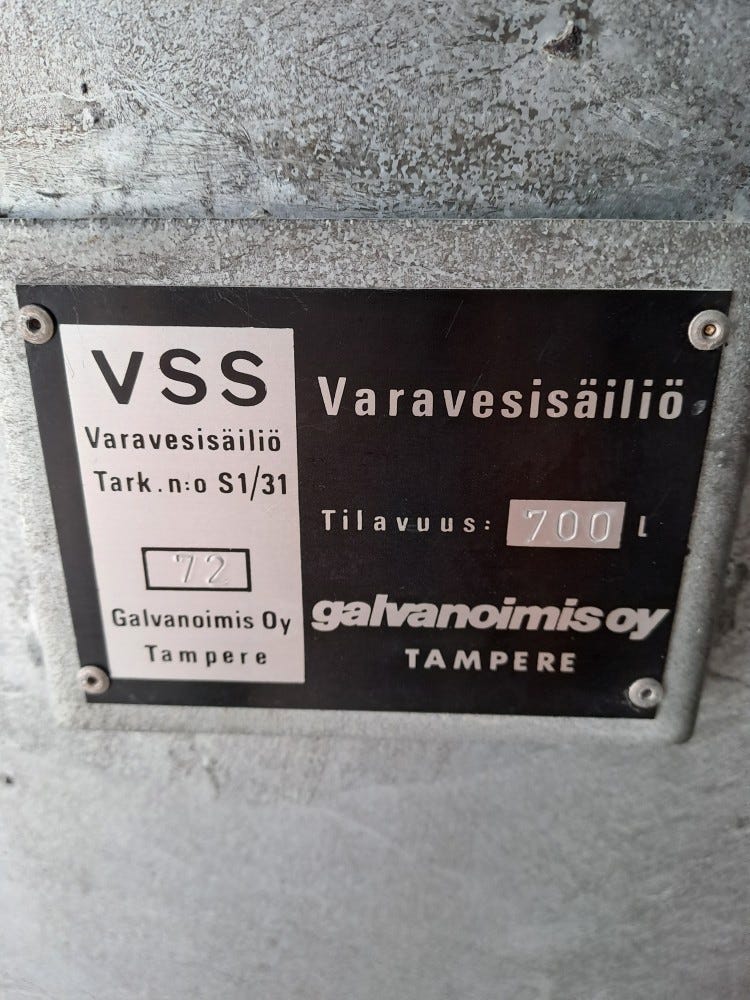 VSS
Varavesisäiliö
Tark.n:o S1/31
72
Galvanoimis Oy
Tampere
Varavesisäiliö
Tilavuus: 700 L
galvanoimis oy
TAMPERE